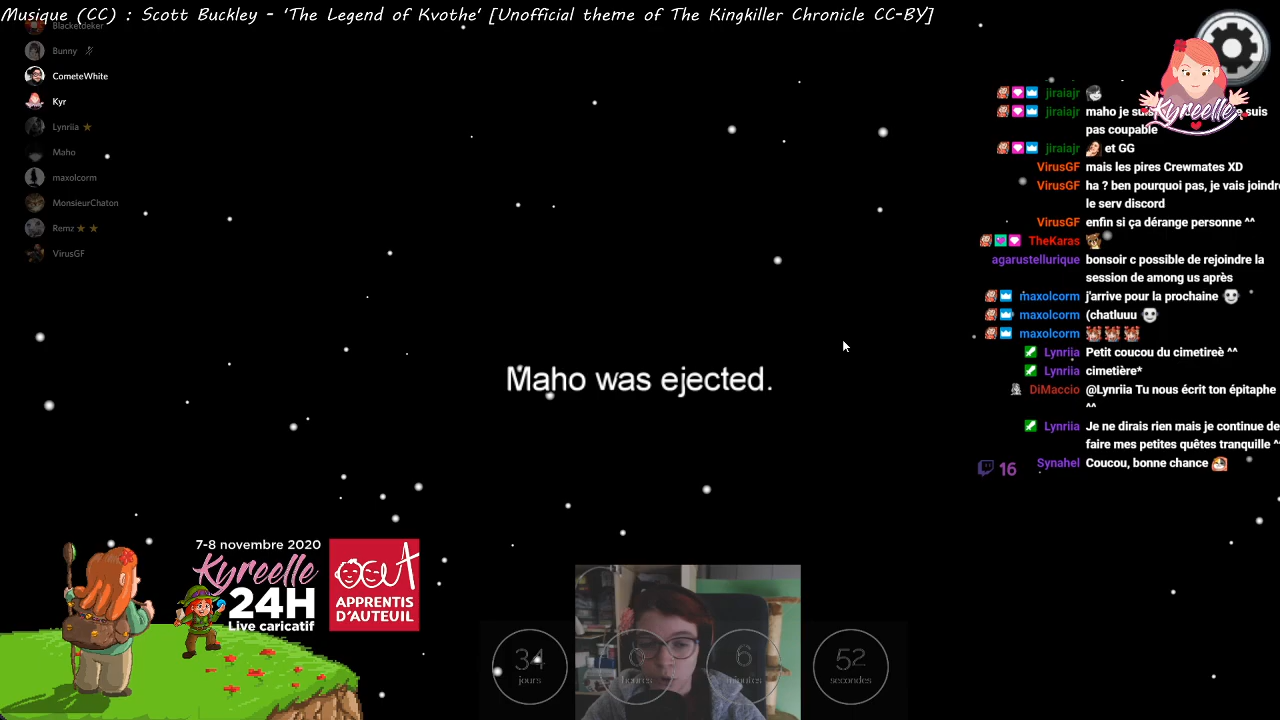 Musique (CC) : Scott Buckley - ‘The Legend of Kvothe’ [Unofficial theme of The Kingkiller Chronicle CC-BY]
Blacketdeker
Bunny
CometeWhite
Kyr
Lynriia
Maho
maxolcorm
MonsieurChaton
Remz
VirusGF
Kyreelle
jiraiajr
jiraiajr maho je suis
pas coupable
jiraiajr et GG
VirusGF mais les pires Crewmates XD
VirusGF ha ? ben pourquoi pas, je vais joindre
le serv discord
VirusGF enfin si ça dérange personne ^^
TheKaras
agarustellurique bonsoir c possible de rejoindre la
session de among us après
maxolcorm j'arrive pour la prochaine
maxolcorm (chatluuu
maxolcorm
Lynriia Petit coucou du cimetireè ^^
Lynriia cimetière*
DiMaccio @Lynriia Tu nous écrit ton épitaphe
^^
Lynriia Je ne dirais rien mais je continue de
faire mes petites quêtes tranquille ^^
Synahel Coucou, bonne chance
16
Maho was ejected.
7-8 novembre 2020
Kyreelle
24H
Live caricatif
APPRENTIS
D'AUTEUIL
34 6 52
jours heures minutes secondes